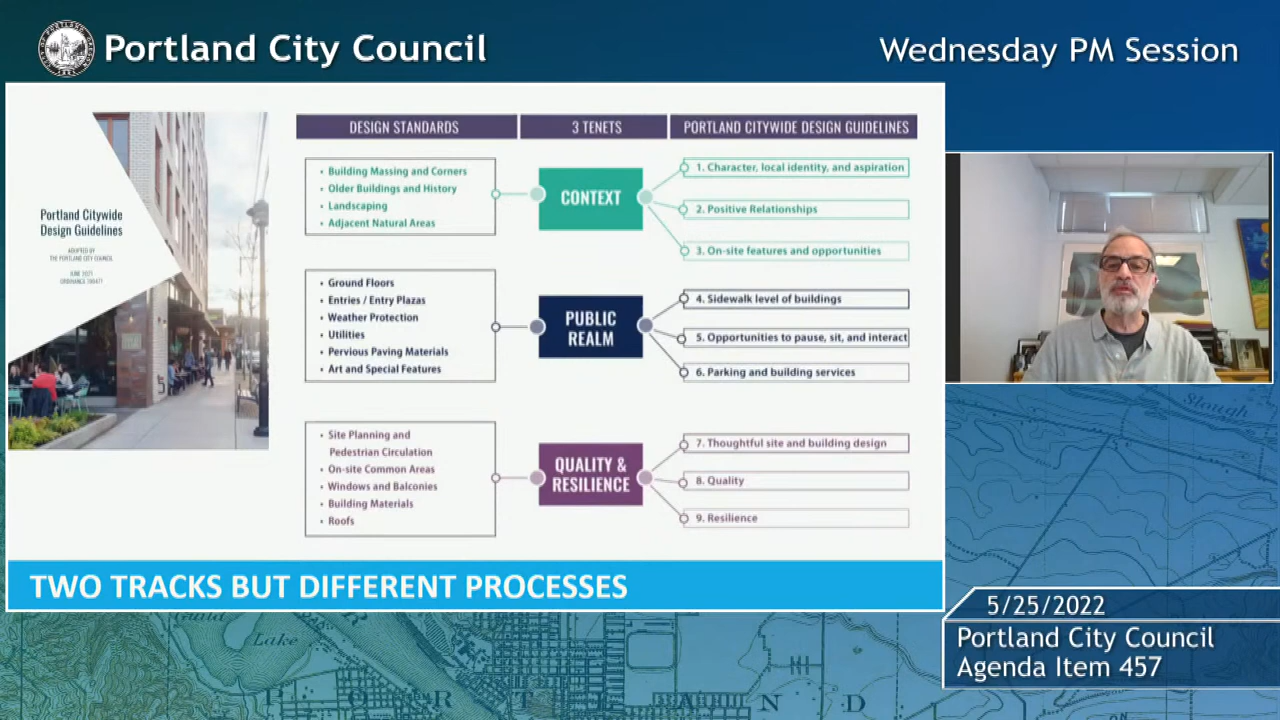 Portland City Council
Wednesday PM Session
Portland Citywide
Design Guidelines
ADOPTED BY
THE PORTLAND CITY COUNCIL
JUNE 2021
DESIGN STANDARDS
3 TENETS
PORTLAND CITYWIDE DESIGN GUIDELINES
• Building Massing and Corners
• Older Buildings and History
• Landscaping
• Adjacent Natural Areas
CONTEXT
1. Character, local identity, and aspiration
2. Positive Relationships
3. On-site features and opportunities
• Ground Floors
• Entries / Entry Plazas
• Weather Protection
• Utilities
• Pervious Paving Materials
• Art and Special Features
PUBLIC
REALM
4. Sidewalk level of buildings
5. Opportunities to pause, sit, and interact
6. Parking and building services
• Site Planning and
Pedestrian Circulation
• On-site Common Areas
• Windows and Balconies
• Building Materials
• Roofs
QUALITY &
RESILIENCE
7. Thoughtful site and building design
8. Quality
9. Resilience
TWO TRACKS BUT DIFFERENT PROCESSES
Slough
5/25/2022
Portland City Council
Agenda Item 457
Guild
Lake
P O R T L A N D